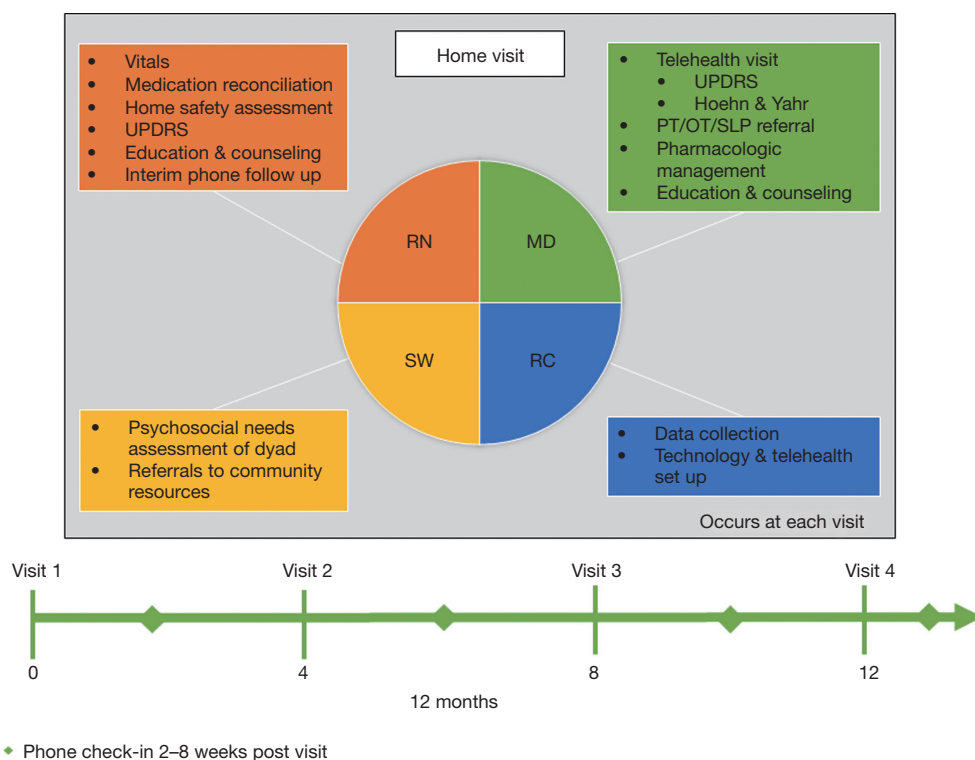 Home visit
• Vitals
• Medication reconciliation
• Home safety assessment
• UPDRS
• Education & counseling
• Interim phone follow up
• Telehealth visit
• UPDRS
• Hoehn & Yahr
• PT/OT/SLP referral
• Pharmacologic
management
• Education & counseling
RN
MD
SW
RC
• Psychosocial needs
assessment of dyad
• Referrals to community
resources
• Data collection
• Technology & telehealth
set up
Occurs at each visit
Visit 1
Visit 2
Visit 3
Visit 4
0
4
8
12
12 months
Phone check-in 2–8 weeks post visit